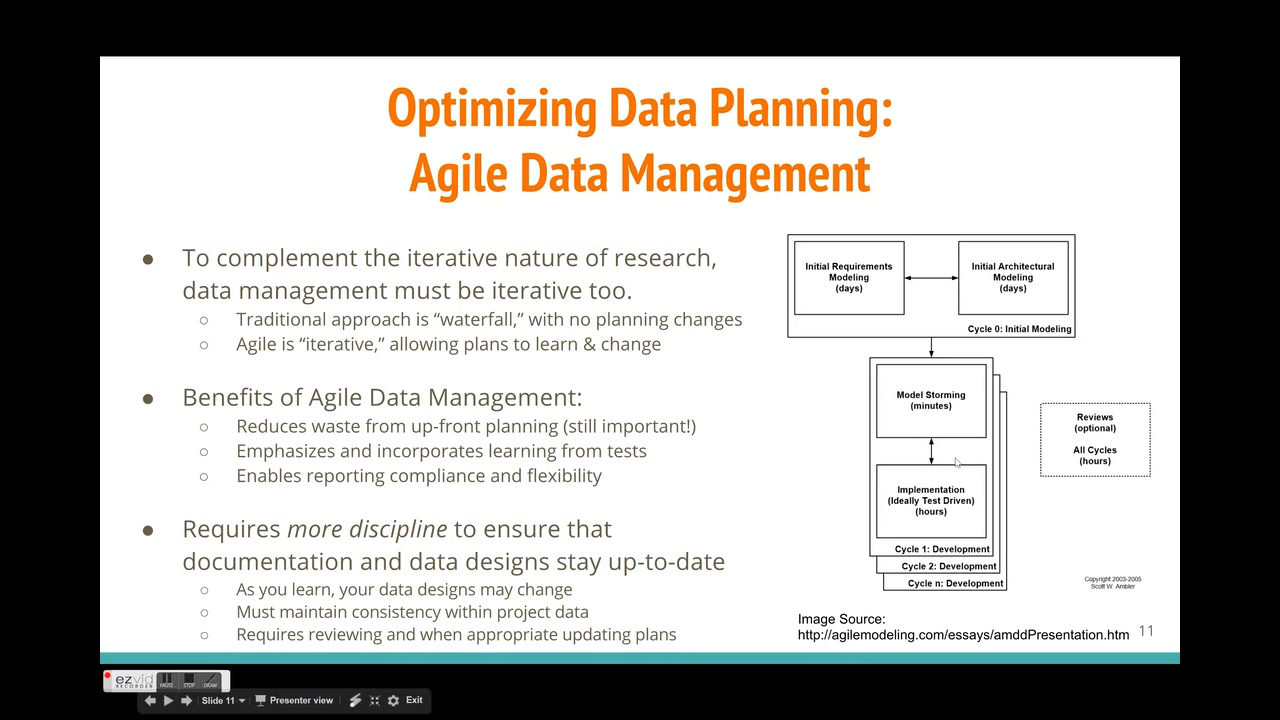 Optimizing Data Planning:
Agile Data Management
● To complement the iterative nature of research,
data management must be iterative too.
○ Traditional approach is “waterfall,” with no planning changes
○ Agile is “iterative,” allowing plans to learn & change
● Benefits of Agile Data Management:
○ Reduces waste from up-front planning (still important!)
○ Emphasizes and incorporates learning from tests
○ Enables reporting compliance and flexibility
● Requires more discipline to ensure that
documentation and data designs stay up-to-date
○ As you learn, your data designs may change
○ Must maintain consistency within project data
○ Requires reviewing and when appropriate updating plans
Initial Requirements
Modeling
(days)
Initial Architectural
Modeling
(days)
Cycle 0: Initial Modeling
Model Storming
(minutes)
Implementation
(Ideally Test Driven)
(hours)
Cycle 1: Development
Cycle 2: Development
Cycle n: Development
Reviews
(optional)
All Cycles
(hours)
Copyright 2003-2005
Scott W. Ambler
Image Source:
http://agilemodeling.com/essays/amddPresentation.htm
11
ezvid
RECORDER
PAUSE STOP DRAW
Slide 11 Presenter view Exit